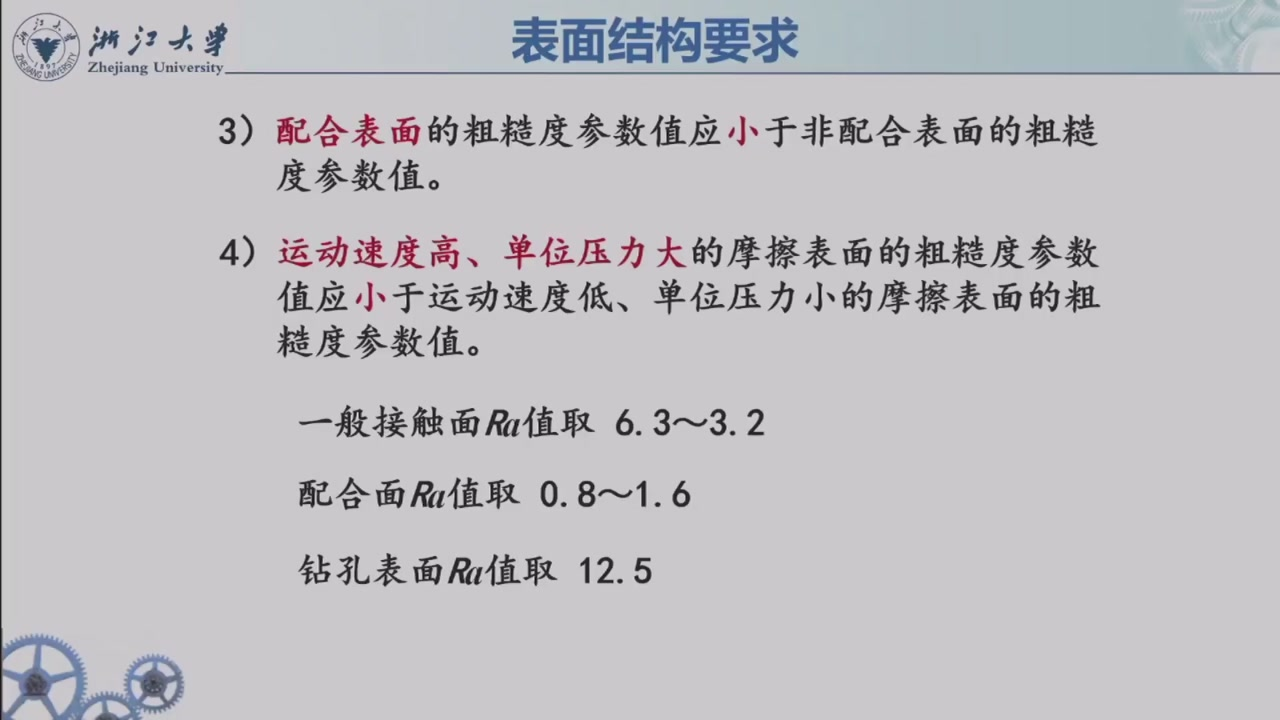 浙江大学
Zhejiang University
表面结构要求
3）配合表面的粗糙度参数值应小于非配合表面的粗糙
度参数值。
4）运动速度高、单位压力大的摩擦表面的粗糙度参数
值应小于运动速度低、单位压力小的摩擦表面的粗
糙度参数值。
一般接触面Ra值取 6.3～3.2
配合面Ra值取 0.8～1.6
钻孔表面Ra值取 12.5